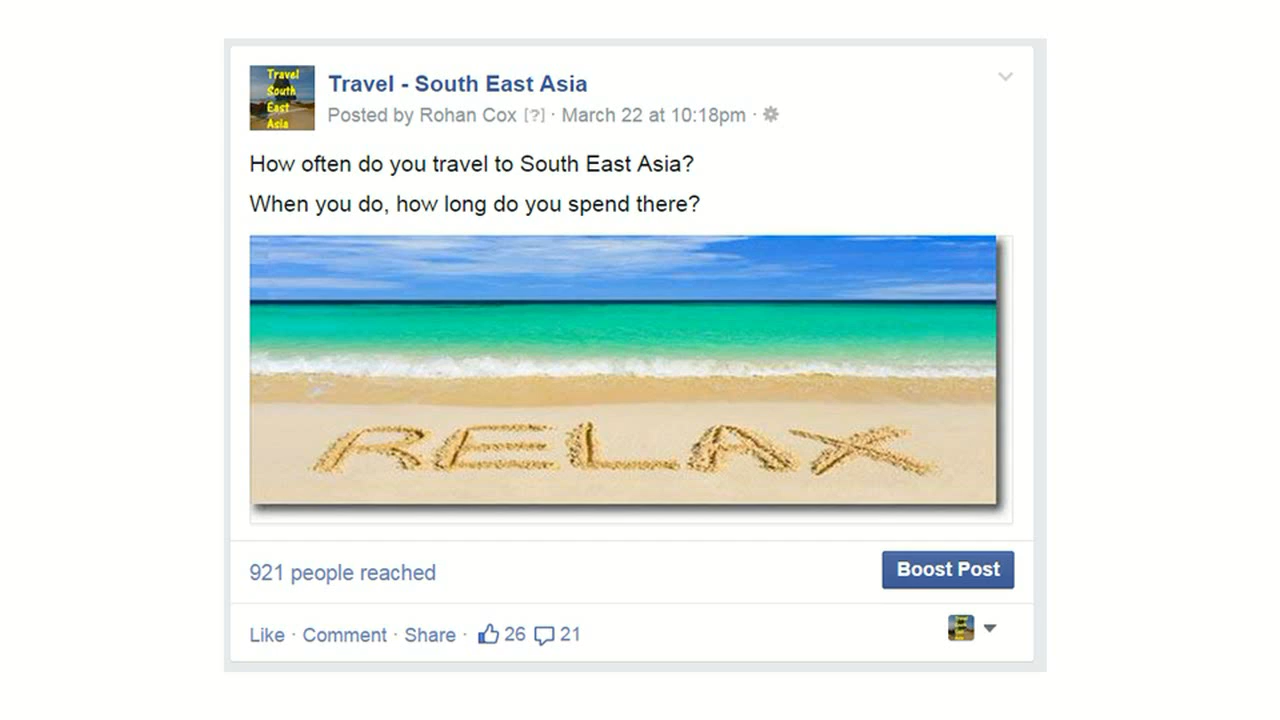 Travel
South
East
Asia
Travel - South East Asia
Posted by Rohan Cox [?] · March 22 at 10:18pm ·
How often do you travel to South East Asia?
When you do, how long do you spend there?
RELAX
921 people reached
Boost Post
Like · Comment · Share · 26 21